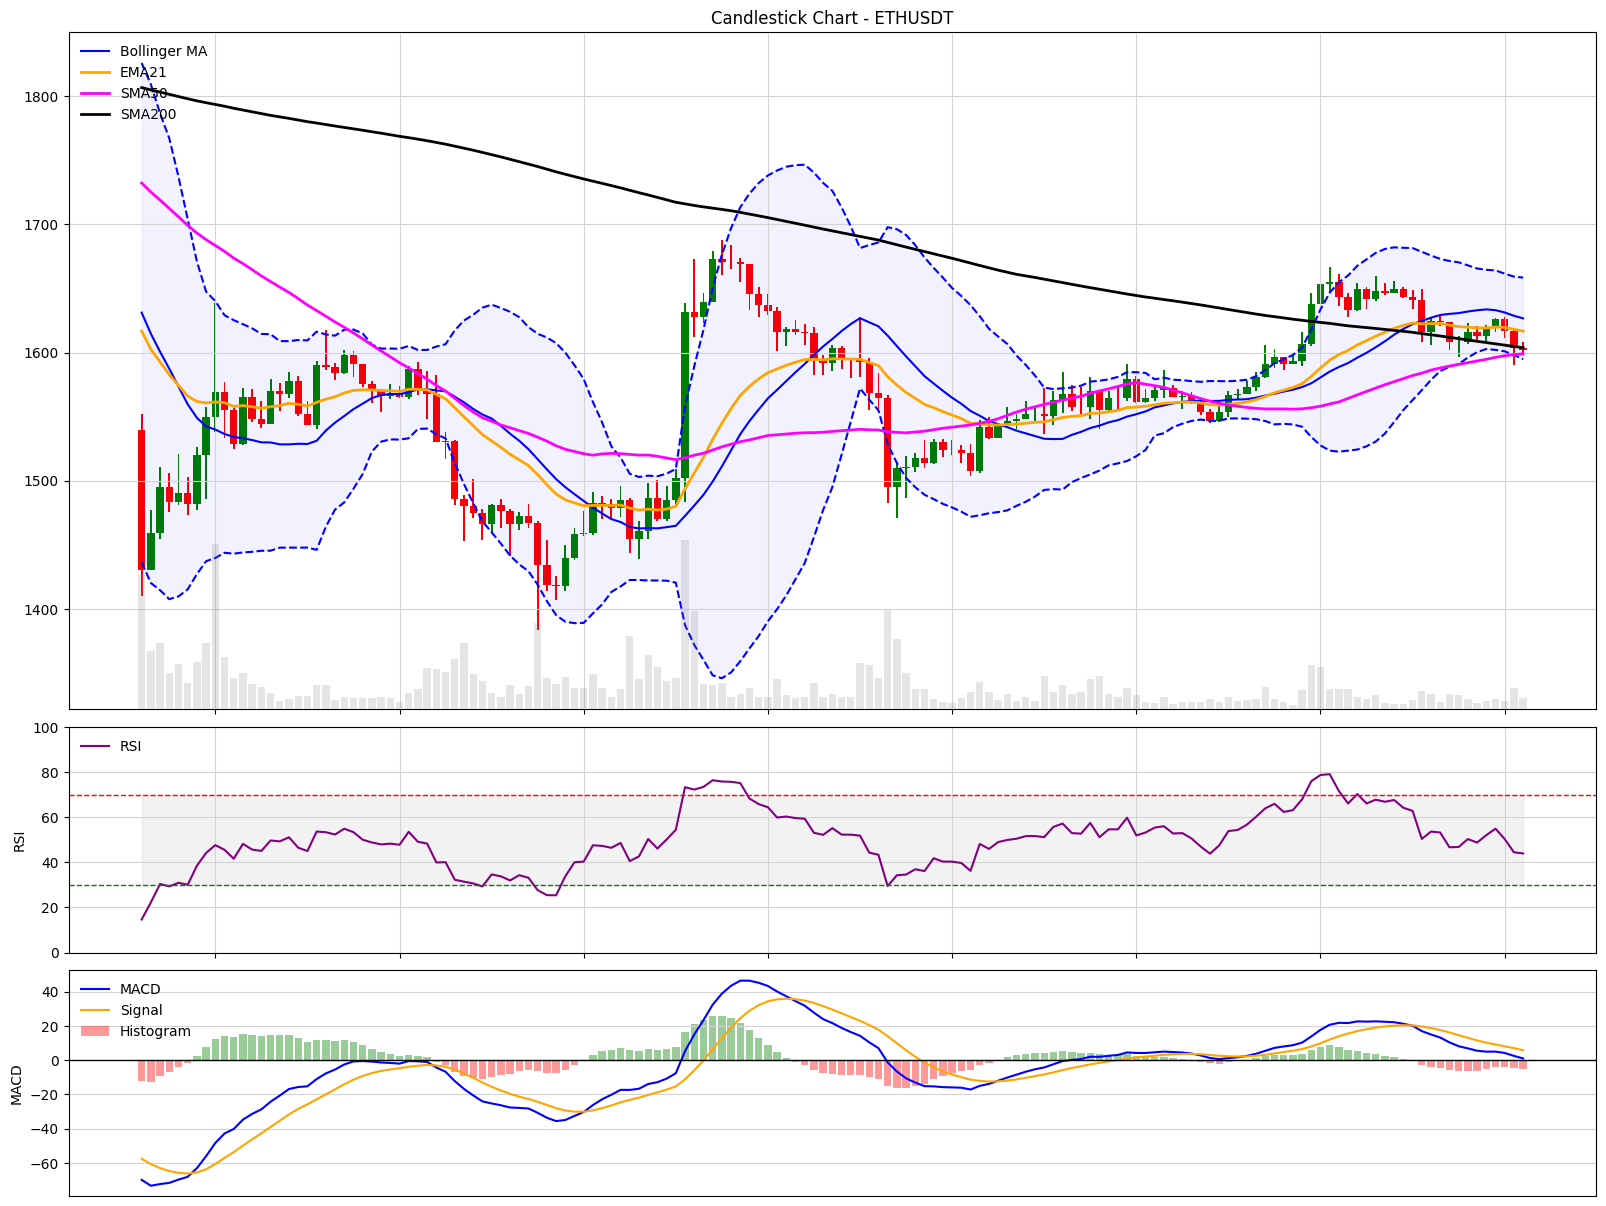 Candlestick Chart - ETHUSDT
Bollinger MA
EMA21
SMA50
SMA200
1800
1700
1600
1500
1400
RSI
100
80
60
40
20
0
RSI
MACD
Signal
Histogram
40
20
0
−20
−40
−60
MACD